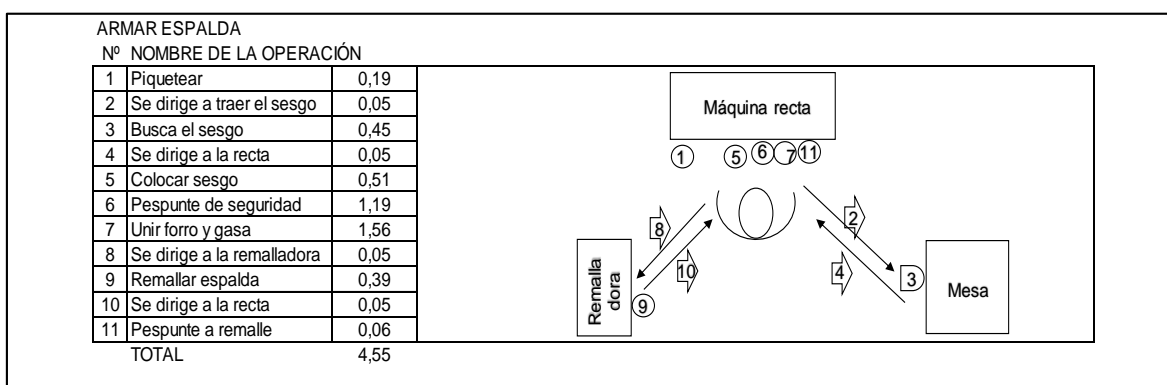 ARMAR ESPALDA
Nº NOMBRE DE LA OPERACIÓN
1 Piquetear 0,19
2 Se dirige a traer el sesgo 0,05
3 Busca el sesgo 0,45
4 Se dirige a la recta 0,05
5 Colocar sesgo 0,51
6 Pespunte de seguridad 1,19
7 Unir forro y gasa 1,56
8 Se dirige a la remalladora 0,05
9 Remallar espalda 0,39
10 Se dirige a la recta 0,05
11 Pespunte a remalle 0,06
TOTAL 4,55
Máquina recta
1 5 6 7 11
8 2
10 4 3
9
Remalla
dora
Mesa